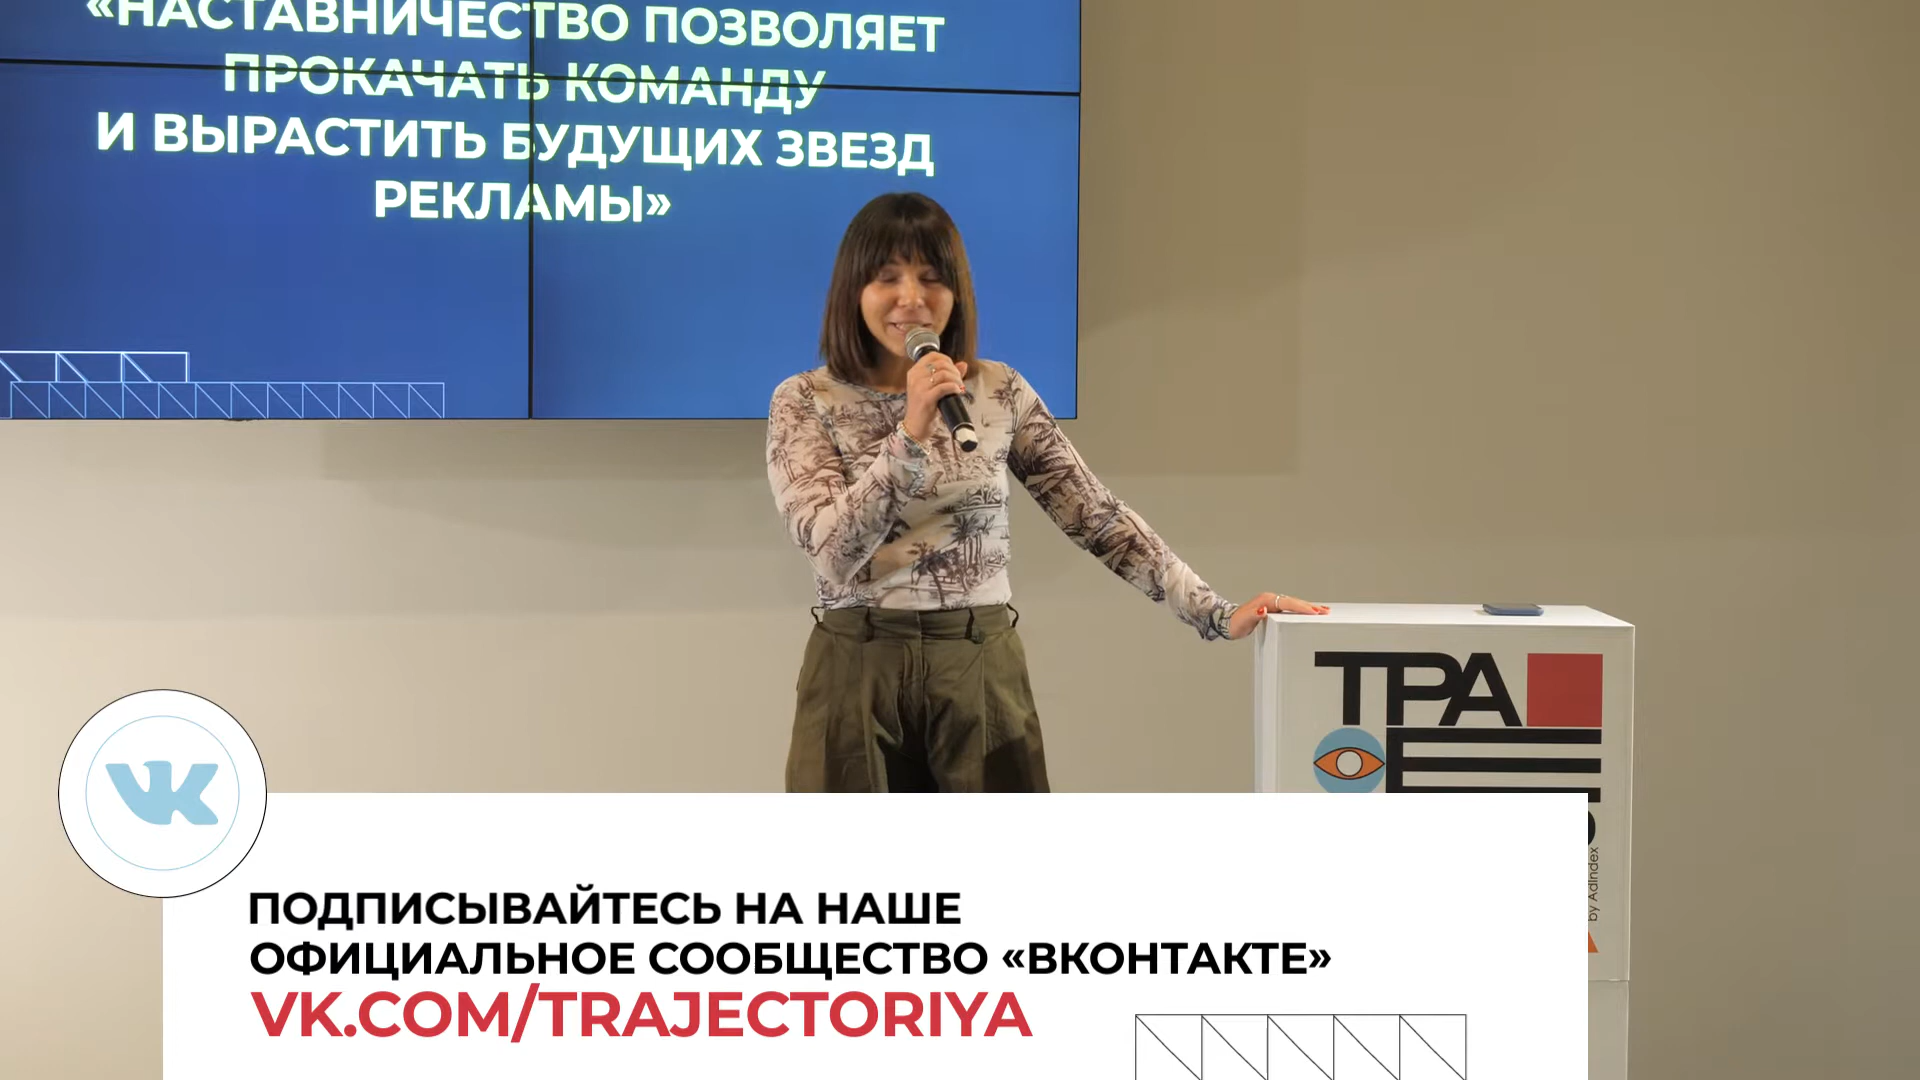 «НАСТАВНИЧЕСТВО ПОЗВОЛЯЕТ
ПРОКАЧАТЬ КОМАНДУ
И ВЫРАСТИТЬ БУДУЩИХ ЗВЕЗД
РЕКЛАМЫ»
ТРА
Е
by AdIndex
VK
ПОДПИСЫВАЙТЕСЬ НА НАШЕ
ОФИЦИАЛЬНОЕ СООБЩЕСТВО «ВКОНТАКТЕ»
VK.COM/TRAJECTORIYA